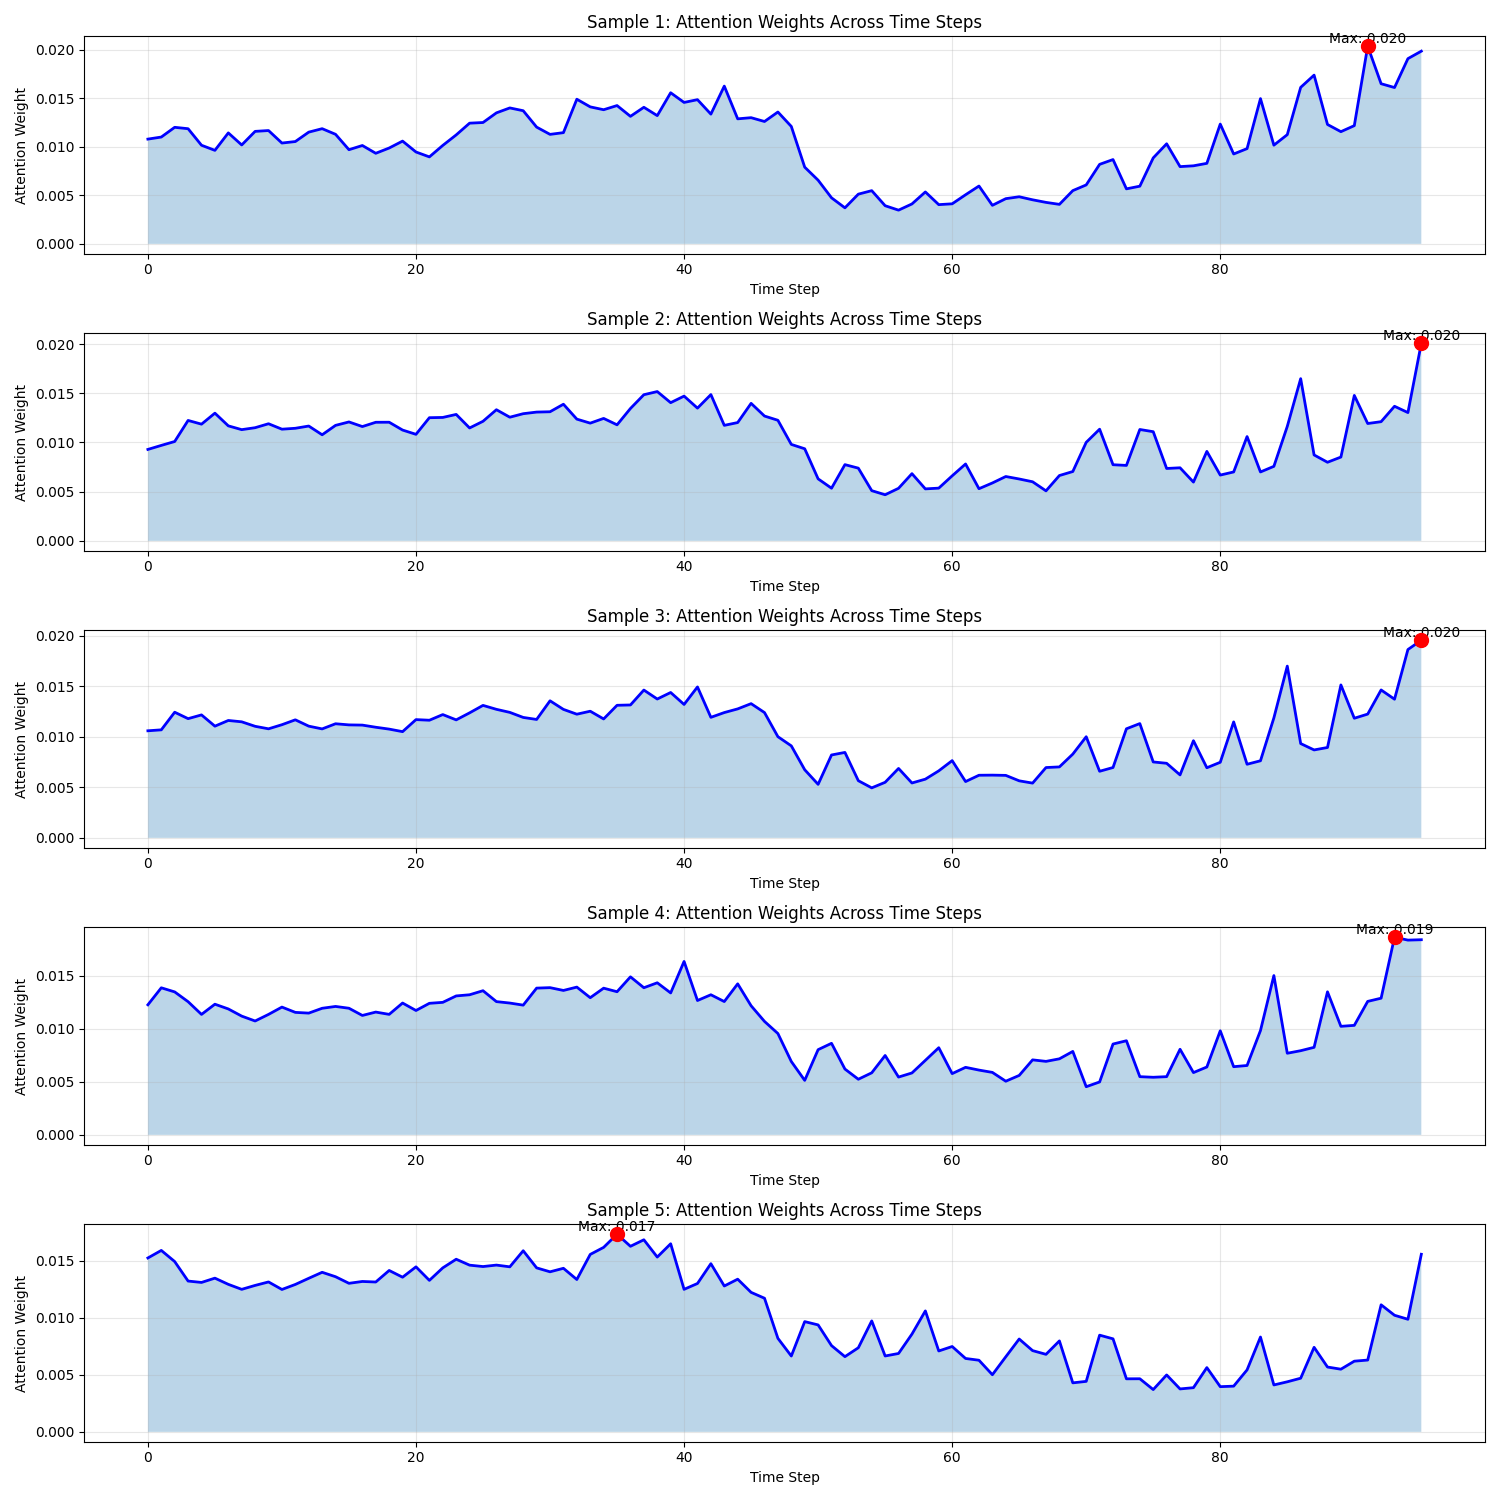 Sample 1: Attention Weights Across Time Steps
Max: 0.020
0.020
0.015
0.010
0.005
0.000
Attention Weight
0 20 40 60 80
Time Step
Sample 2: Attention Weights Across Time Steps
Max: 0.020
0.020
0.015
0.010
0.005
0.000
Attention Weight
0 20 40 60 80
Time Step
Sample 3: Attention Weights Across Time Steps
Max: 0.020
0.020
0.015
0.010
0.005
0.000
Attention Weight
0 20 40 60 80
Time Step
Sample 4: Attention Weights Across Time Steps
Max: 0.019
0.015
0.010
0.005
0.000
Attention Weight
0 20 40 60 80
Time Step
Sample 5: Attention Weights Across Time Steps
Max: 0.017
0.015
0.010
0.005
0.000
Attention Weight
0 20 40 60 80
Time Step